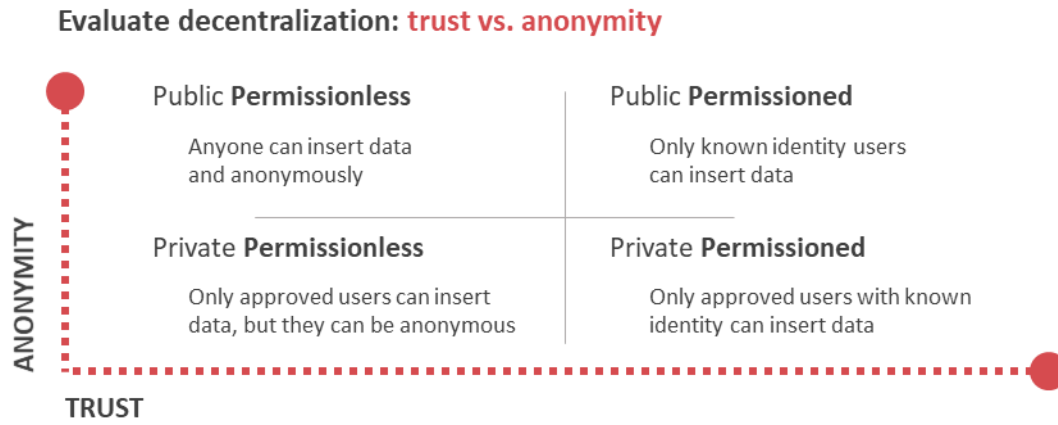 Evaluate decentralization: trust vs. anonymity
Public Permissionless
Anyone can insert data
and anonymously
Public Permissioned
Only known identity users
can insert data
Private Permissionless
Only approved users can insert
data, but they can be anonymous
Private Permissioned
Only approved users with known
identity can insert data
ANONYMITY
TRUST